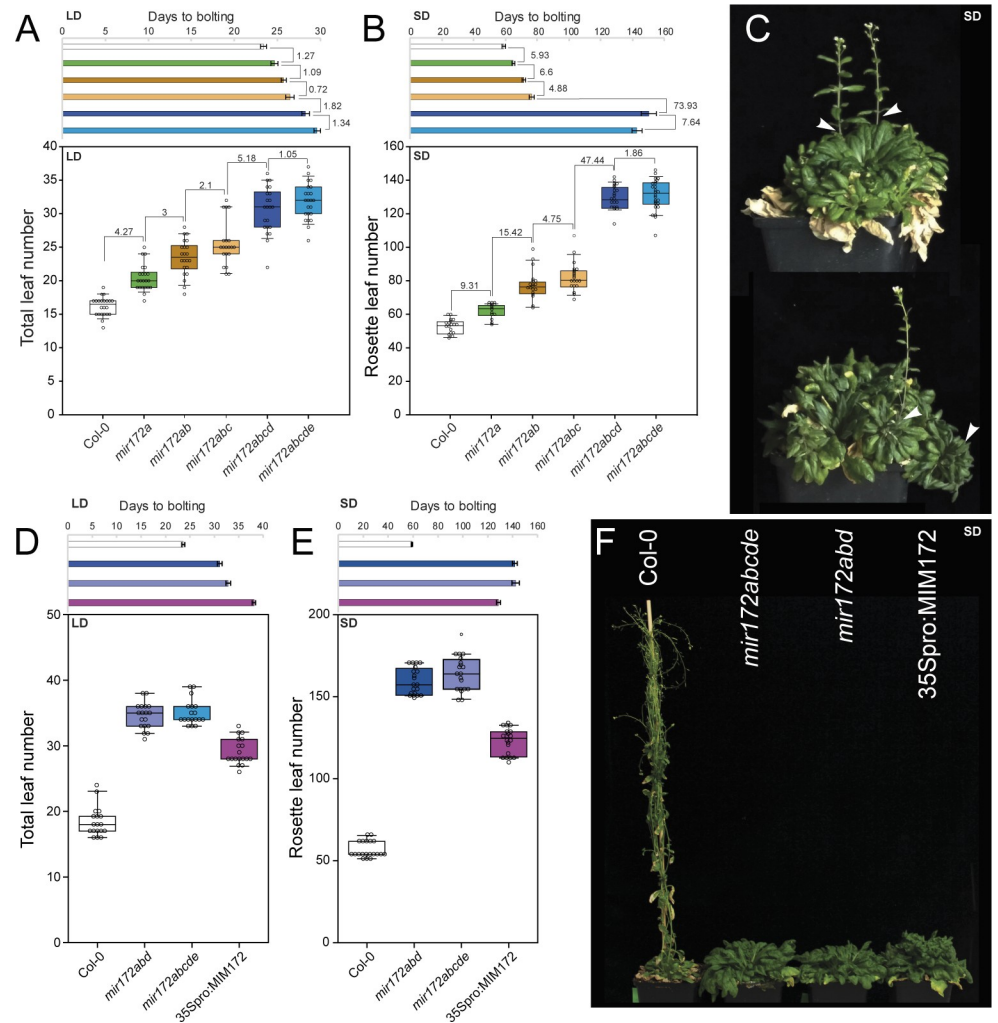 A
LD
Days to bolting
0 5 10 15 20 25 30
1.27
1.09
0.72
1.82
1.34
LD
Total leaf number
40
35
30
25
20
15
10
5
0
4.27
3
2.1
5.18
1.05
Col-0
mir172a
mir172ab
mir172abc
mir172abcd
mir172abcde
B
SD
Days to bolting
0 20 40 60 80 100 120 140 160
5.93
6.6
4.88
73.93
7.64
SD
Rosette leaf number
160
140
120
100
80
60
40
20
0
9.31
15.42
4.75
47.44
1.86
Col-0
mir172a
mir172ab
mir172abc
mir172abcd
mir172abcde
C
SD
D
LD
Days to bolting
0 5 10 15 20 25 30 35 40
LD
Total leaf number
50
40
30
20
10
0
Col-0
mir172abd
mir172abcde
35Spro:MIM172
E
SD
Days to bolting
0 20 40 60 80 100 120 140 160
SD
Rosette leaf number
200
150
100
50
0
Col-0
mir172abd
mir172abcde
35Spro:MIM172
F
SD
Col-0
mir172abcde
mir172abd
35Spro:MIM172